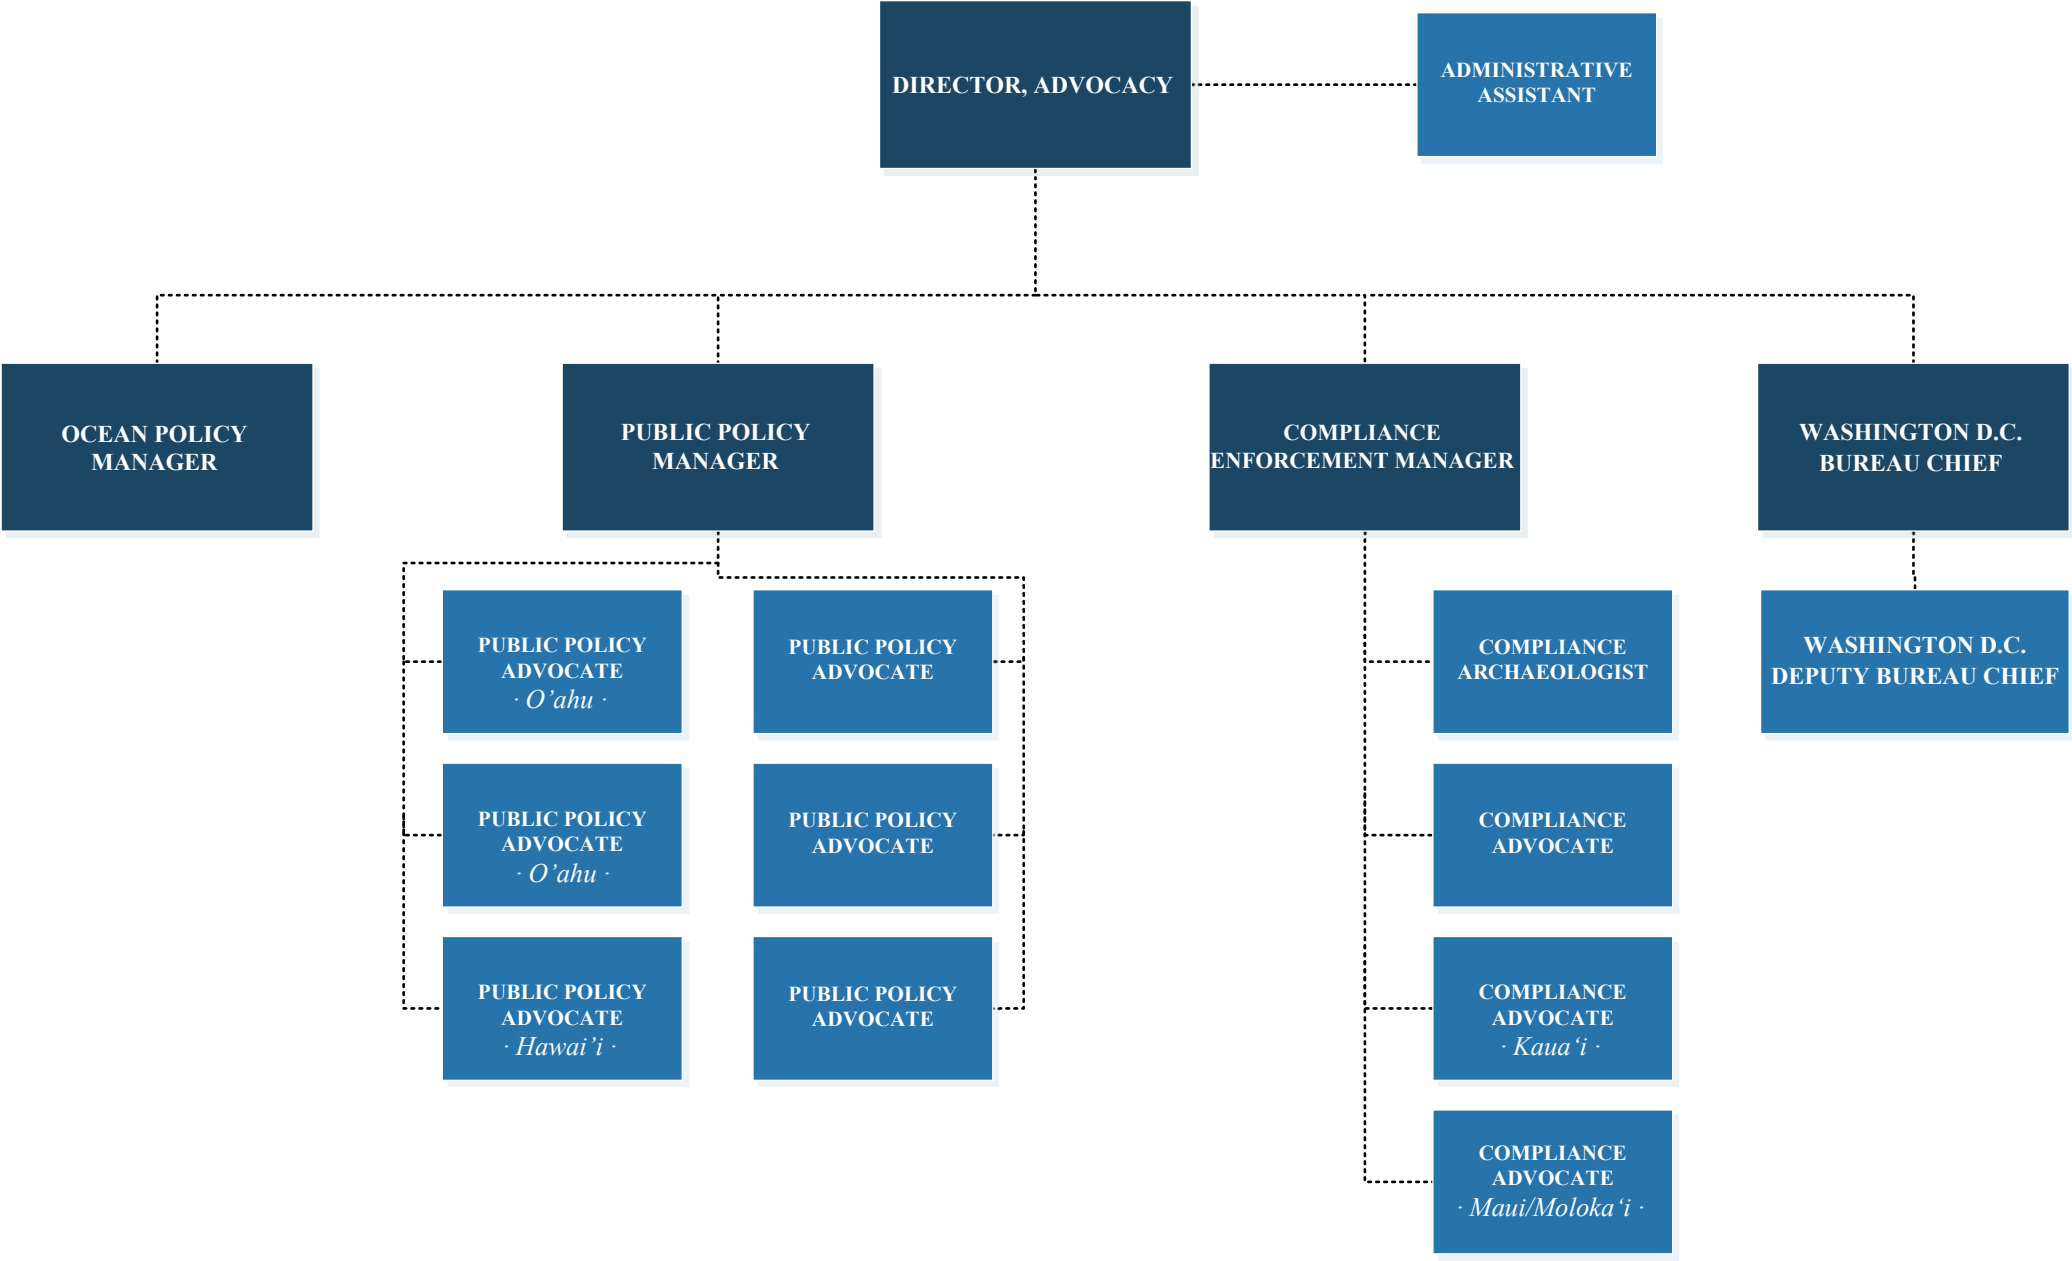 DIRECTOR, ADVOCACY
ADMINISTRATIVE
ASSISTANT
OCEAN POLICY
MANAGER
PUBLIC POLICY
MANAGER
COMPLIANCE
ENFORCEMENT MANAGER
WASHINGTON D.C.
BUREAU CHIEF
PUBLIC POLICY
ADVOCATE
· O’ahu ·
PUBLIC POLICY
ADVOCATE
COMPLIANCE
ARCHAEOLOGIST
WASHINGTON D.C.
DEPUTY BUREAU CHIEF
PUBLIC POLICY
ADVOCATE
· O’ahu ·
PUBLIC POLICY
ADVOCATE
COMPLIANCE
ADVOCATE
PUBLIC POLICY
ADVOCATE
· Hawai’i ·
PUBLIC POLICY
ADVOCATE
COMPLIANCE
ADVOCATE
· Kaua‘i ·
COMPLIANCE
ADVOCATE
· Maui/Moloka‘i ·